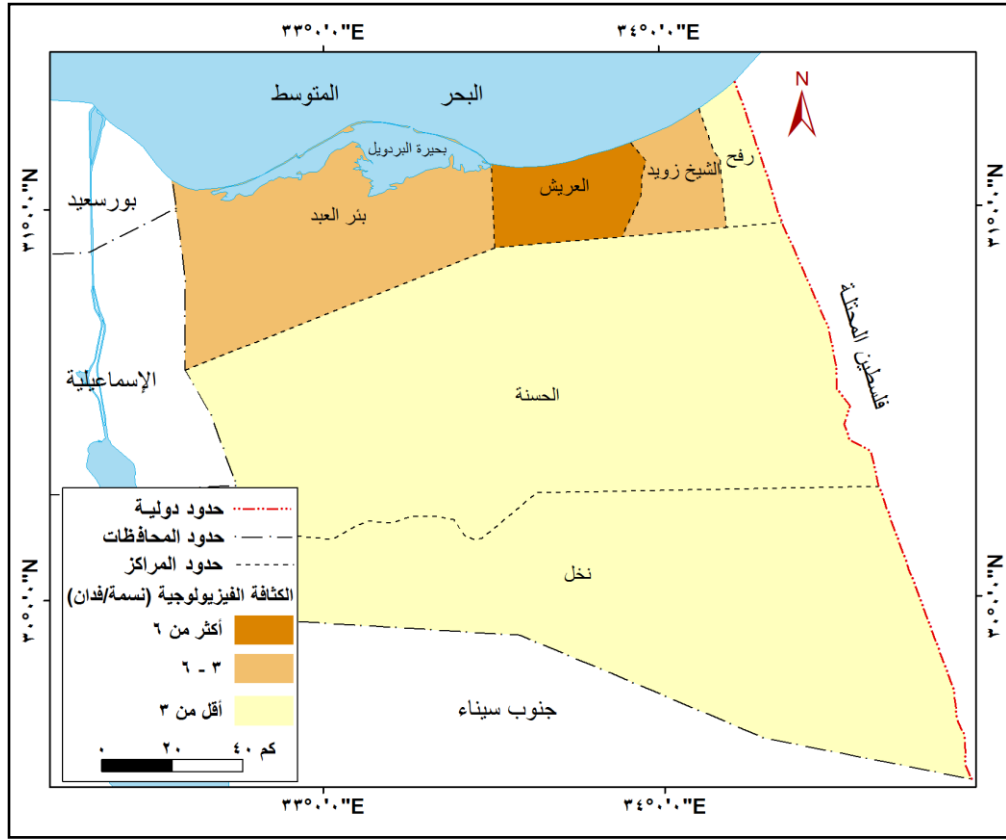 ٣٣°٠'٠"E
٣٤°٠'٠"E
N
البحر المتوسط
بحيرة البردويل
رفح
الشيخ زويد
العريش
بئر العبد
بورسعيد
٣١°٠'٠"N
٣١°٠'٠"N
فلسطين المحتلة
الإسماعيلية
الحسنة
نخل
جنوب سيناء
٣٠°٠'٠"N
٣٠°٠'٠"N
حدود دولية
حدود المحافظات
حدود المراكز
الكثافة الفيزيولوجية (نسمة/فدان)
أكثر من ٦
٣ - ٦
أقل من ٣
٠ ٢٠ ٤٠ كم
٣٣°٠'٠"E
٣٤°٠'٠"E